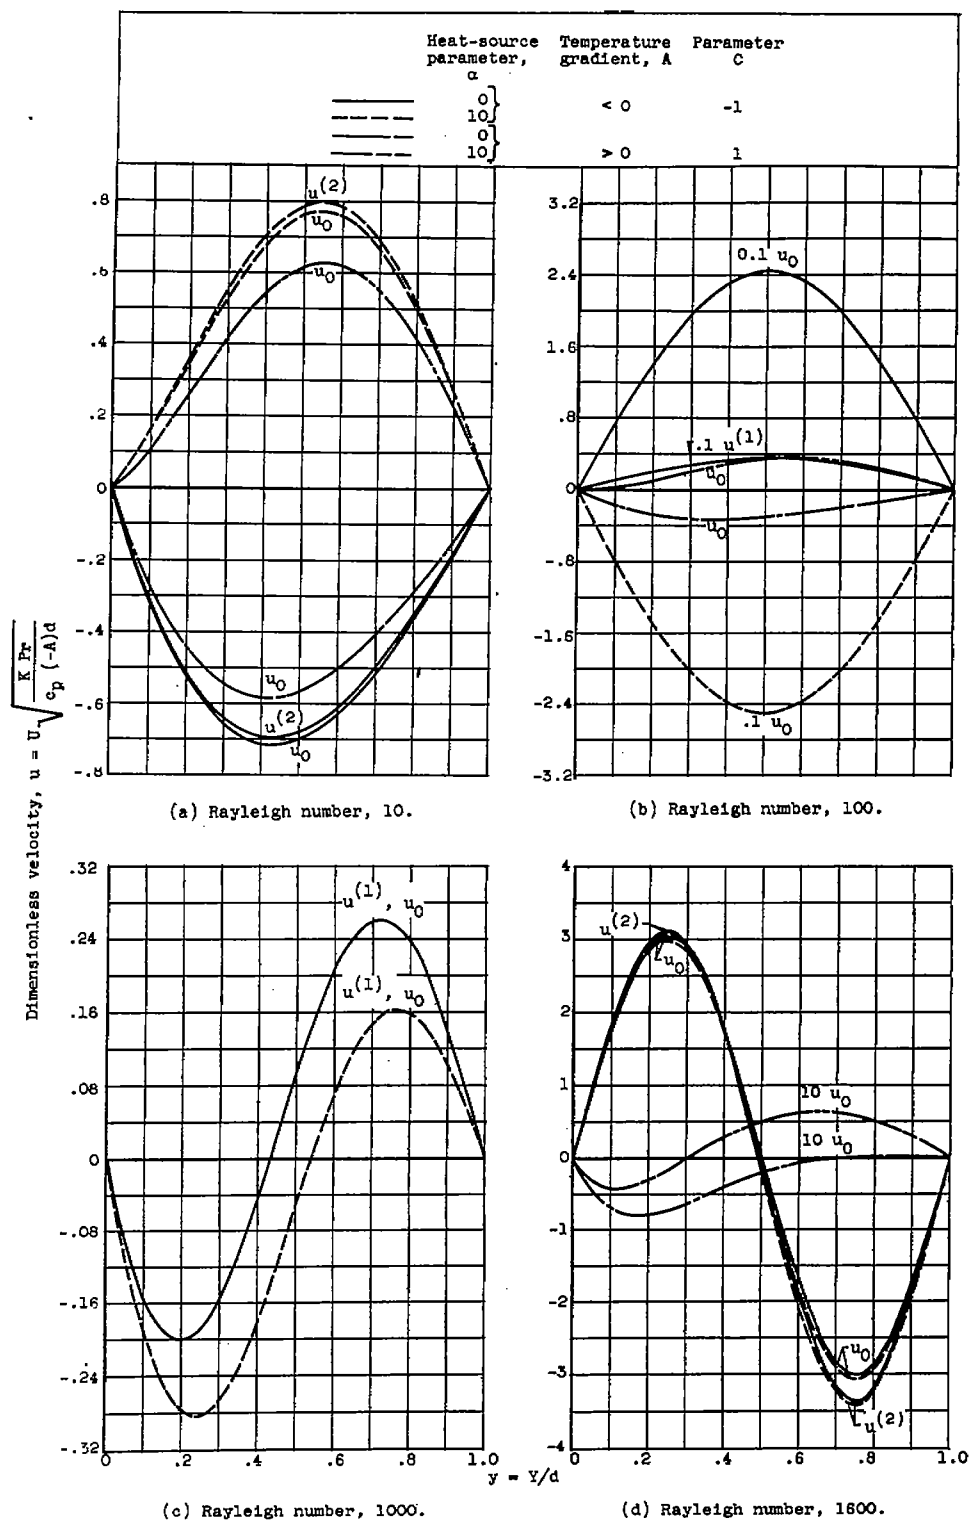 Heat-source Temperature Parameter
parameter, gradient, A C
α
0} < 0 -1
10
0} > 0 1
10
Dimensionless velocity, u = U √(K Pr / c_p (-A)d)
.8
.6
.4
.2
0
-.2
-.4
-.6
-.8
u(2)
u0
u0
u0
u(2)
u0
(a) Rayleigh number, 10.
3.2
2.4
1.6
.8
0
-.8
-1.6
-2.4
-3.2
0.1 u0
.1 u(1)
u0
u0
.1 u0
(b) Rayleigh number, 100.
.32
.24
.16
.08
0
-.08
-.16
-.24
-.32
u(1), u0
u(1), u0
0 .2 .4 .6 .8 1.0
(c) Rayleigh number, 1000.
4
3
2
1
0
-1
-2
-3
-4
u(2)
u0
10 u0
10 u0
u0
u(2)
0 .2 .4 .6 .8 1.0
y = Y/d
(d) Rayleigh number, 1600.